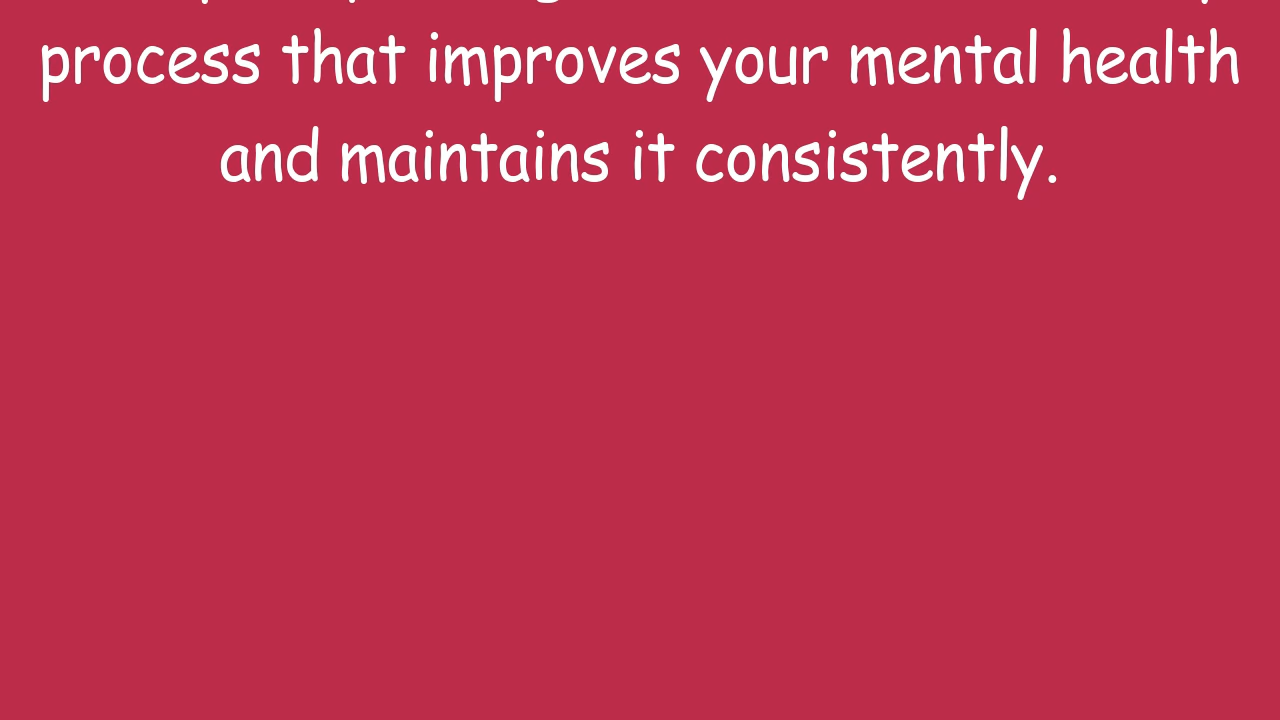 process that improves your mental health
and maintains it consistently.